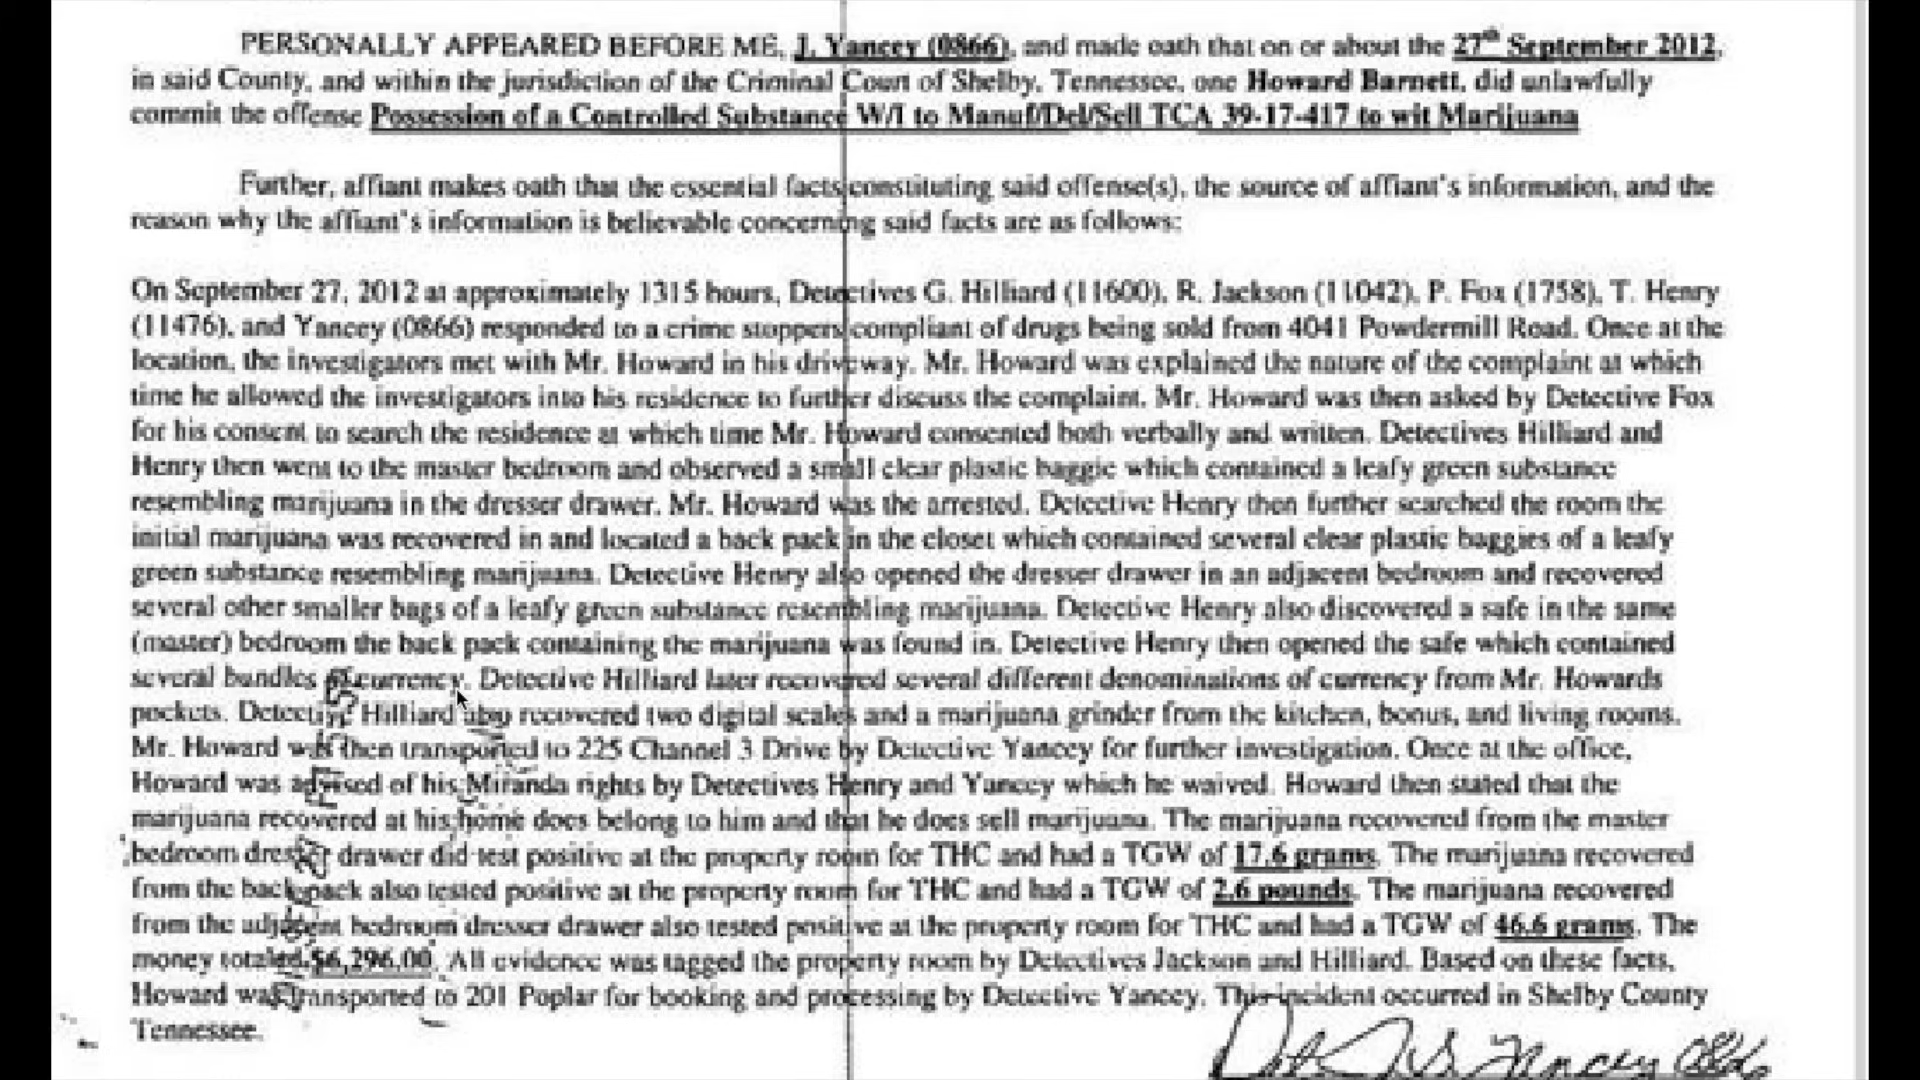 PERSONALLY APPEARED BEFORE ME, J. Yancey (0866), and made oath that on or about the 27th September 2012,
in said County, and within the jurisdiction of the Criminal Court of Shelby, Tennessee, one Howard Barnett, did unlawfully
commit the offense Possession of a Controlled Substance W/I to Manuf/Del/Sell TCA 39-17-417 to wit Marijuana
Further, affiant makes oath that the essential facts constituting said offense(s), the source of affiant's information, and the
reason why the affiant's information is believable concerning said facts are as follows:
On September 27, 2012 at approximately 1315 hours, Detectives G. Hilliard (11600), R. Jackson (11042), P. Fox (1758), T. Henry
(11476), and Yancey (0866) responded to a crime stoppers compliant of drugs being sold from 4041 Powdermill Road. Once at the
location, the investigators met with Mr. Howard in his driveway. Mr. Howard was explained the nature of the complaint at which
time he allowed the investigators into his residence to further discuss the complaint. Mr. Howard was then asked by Detective Fox
for his consent to search the residence at which time Mr. Howard consented both verbally and written. Detectives Hilliard and
Henry then went to the master bedroom and observed a small clear plastic baggie which contained a leafy green substance
resembling marijuana in the dresser drawer. Mr. Howard was the arrested. Detective Henry then further searched the room the
initial marijuana was recovered in and located a back pack in the closet which contained several clear plastic baggies of a leafy
green substance resembling marijuana. Detective Henry also opened the dresser drawer in an adjacent bedroom and recovered
several other smaller bags of a leafy green substance resembling marijuana. Detective Henry also discovered a safe in the same
(master) bedroom the back pack containing the marijuana was found in. Detective Henry then opened the safe which contained
several bundles of currency. Detective Hilliard later recovered several different denominations of currency from Mr. Howards
pockets. Detective Hilliard also recovered two digital scales and a marijuana grinder from the kitchen, bonus, and living rooms.
Mr. Howard was then transported to 225 Channel 3 Drive by Detective Yancey for further investigation. Once at the office,
Howard was advised of his Miranda rights by Detectives Henry and Yancey which he waived. Howard then stated that the
marijuana recovered at his home does belong to him and that he does sell marijuana. The marijuana recovered from the master
bedroom dresser drawer did test positive at the property room for THC and had a TGW of 17.6 grams. The marijuana recovered
from the back pack also tested positive at the property room for THC and had a TGW of 2.6 pounds. The marijuana recovered
from the adjacent bedroom dresser drawer also tested positive at the property room for THC and had a TGW of 46.6 grams. The
money totaled $6,296.00. All evidence was tagged the property room by Detectives Jackson and Hilliard. Based on these facts,
Howard was transported to 201 Poplar for booking and processing by Detective Yancey. This incident occurred in Shelby County
Tennessee.
Yancey